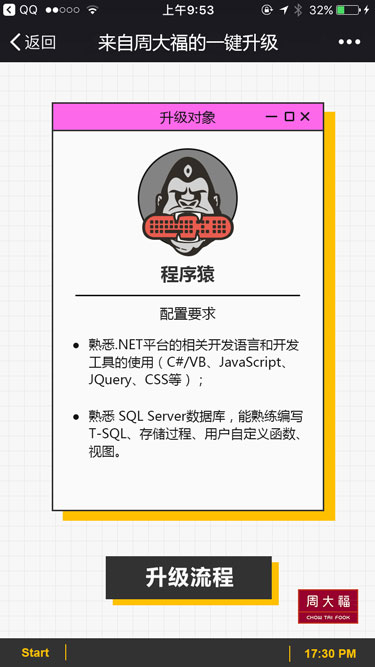 QQ
上午9:53
32%
返回
来自周大福的一键升级
升级对象
程序猿
配置要求
熟悉.NET平台的相关开发语言和开发
工具的使用（C#/VB、JavaScript、
JQuery、CSS等）；
熟悉 SQL Server数据库，能熟练编写
T-SQL、存储过程、用户自定义函数、
视图。
升级流程
周大福
CHOW TAI FOOK
Start
17:30 PM